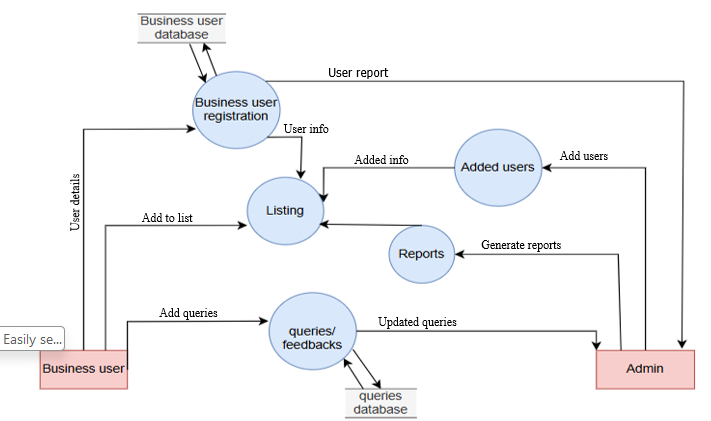 Business user
database
User report
Business user
registration
User info
Added info
Add users
Added users
User details
Listing
Add to list
Generate reports
Reports
Add queries
Updated queries
queries/
feedbacks
Easily se...
Business user
Admin
queries
database